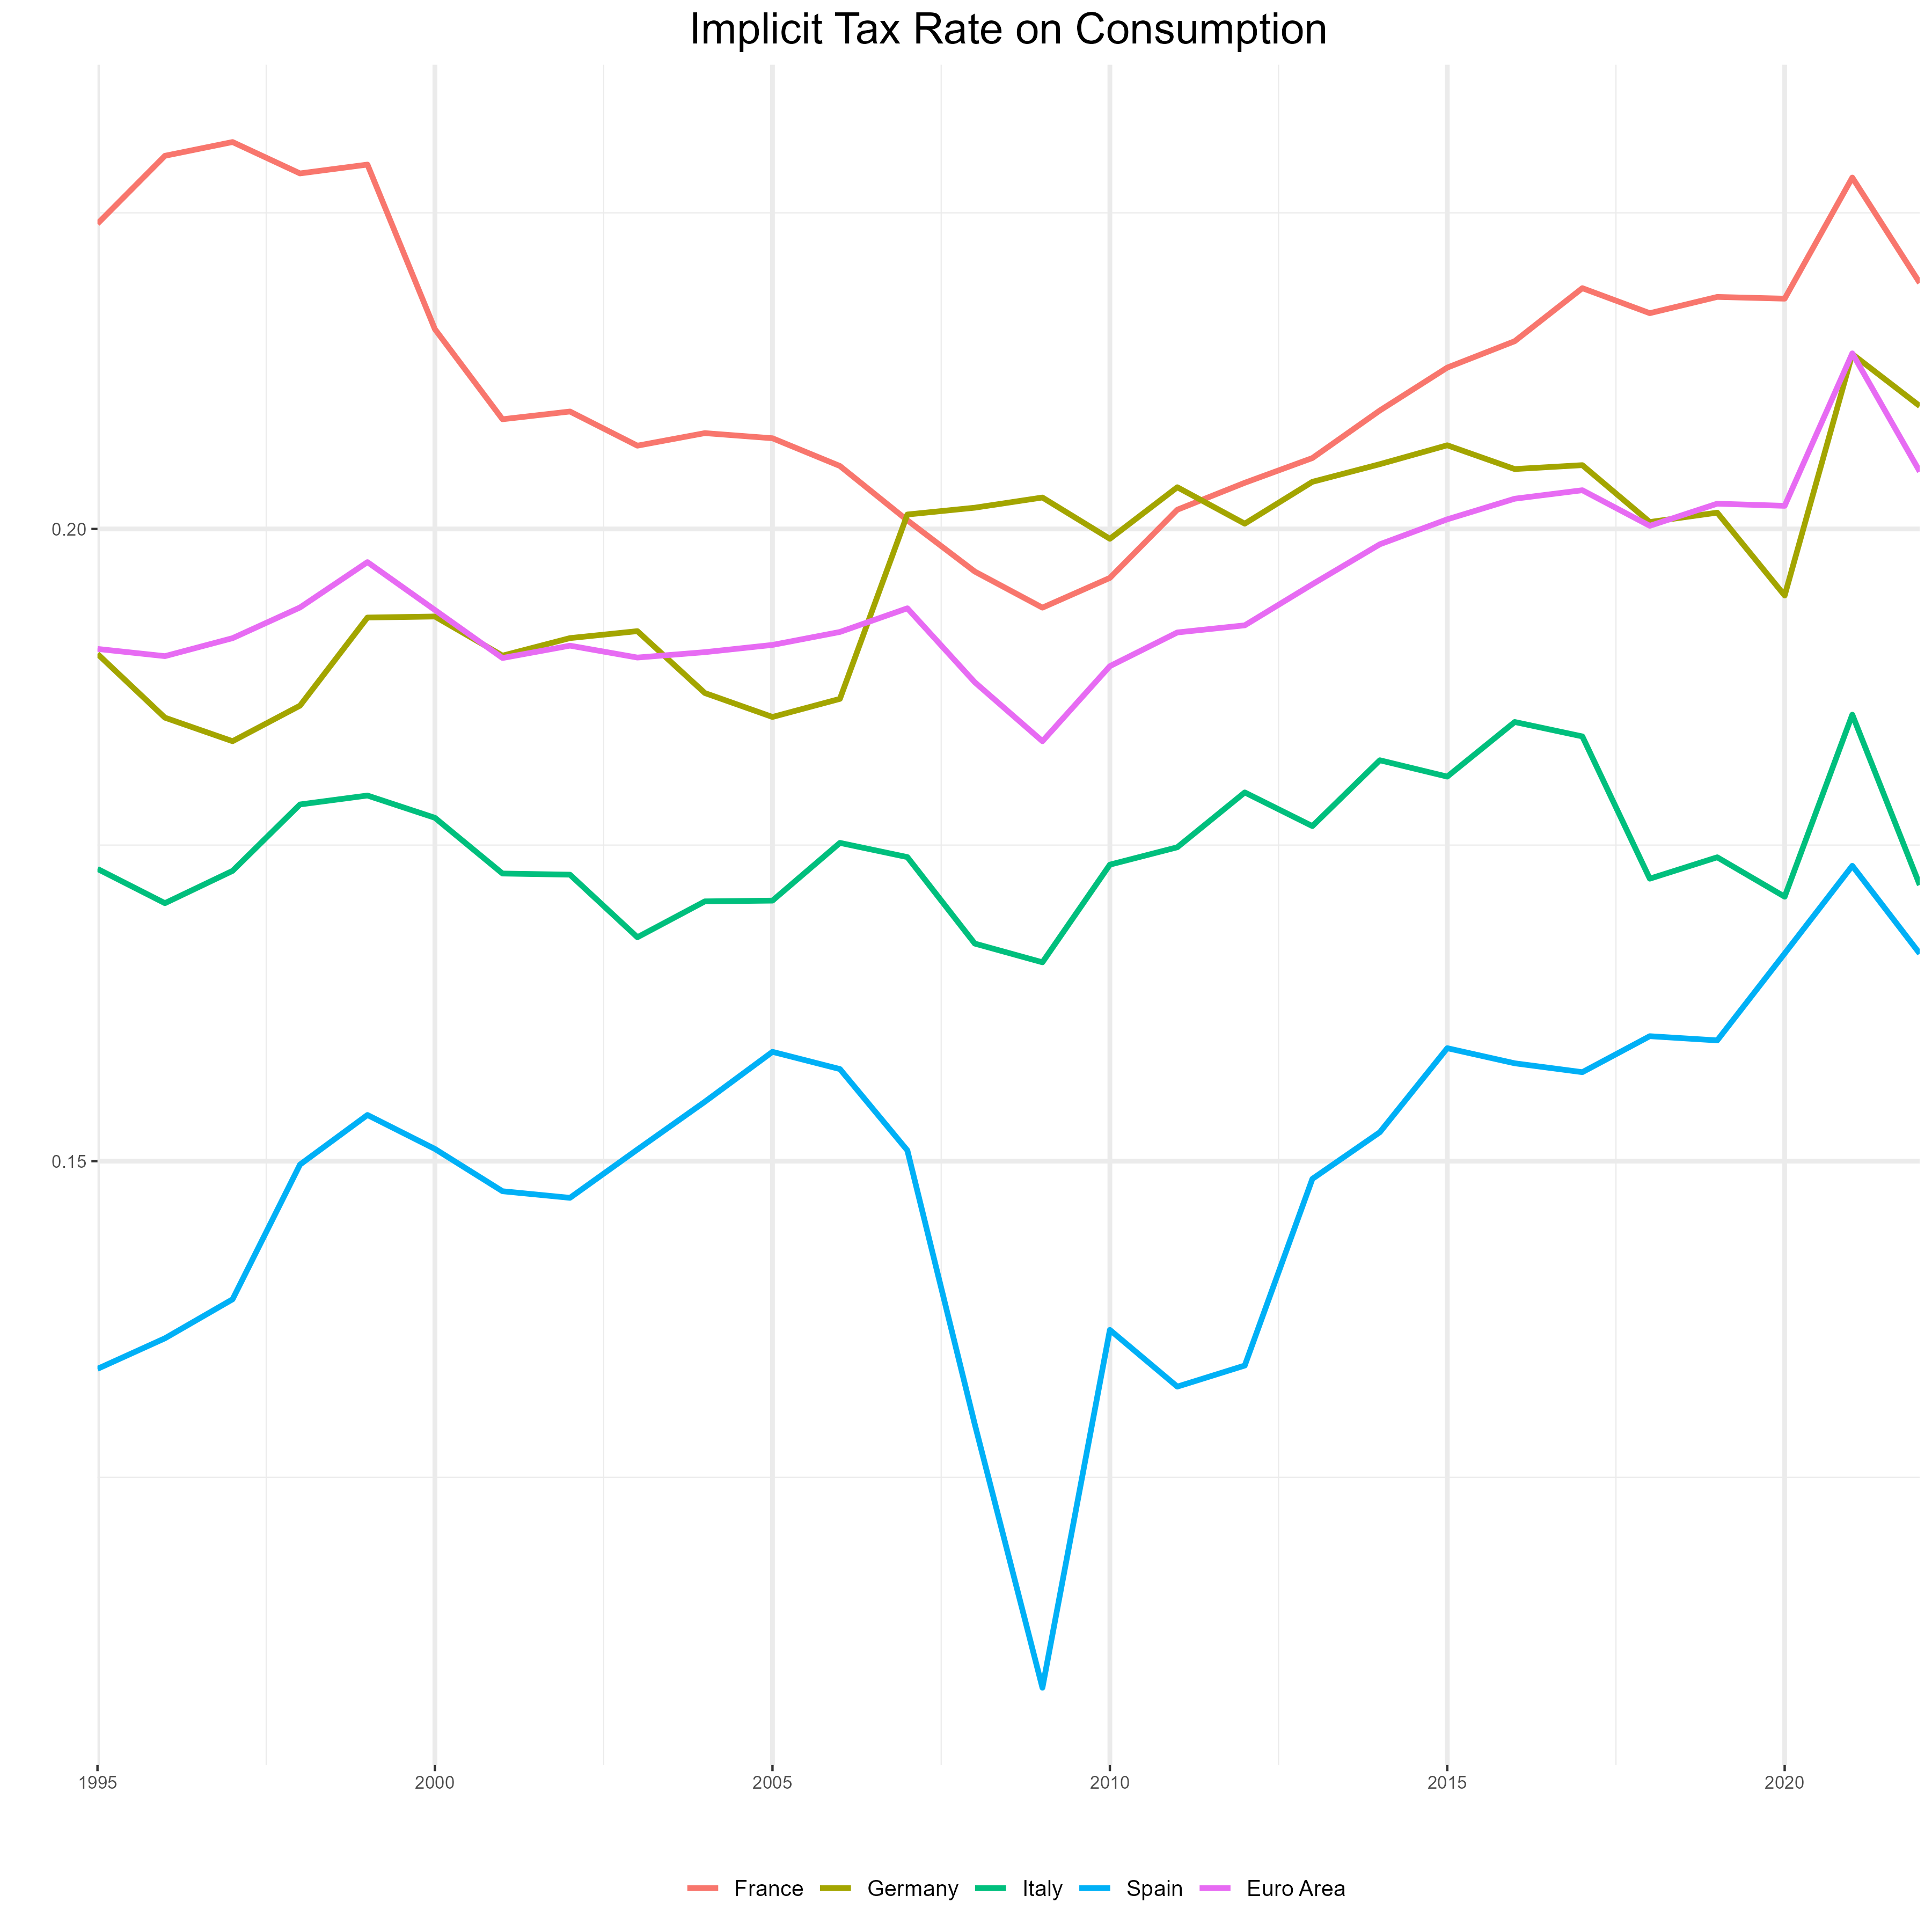 Implicit Tax Rate on Consumption
0.20
0.15
1995 2000 2005 2010 2015 2020
France Germany Italy Spain Euro Area